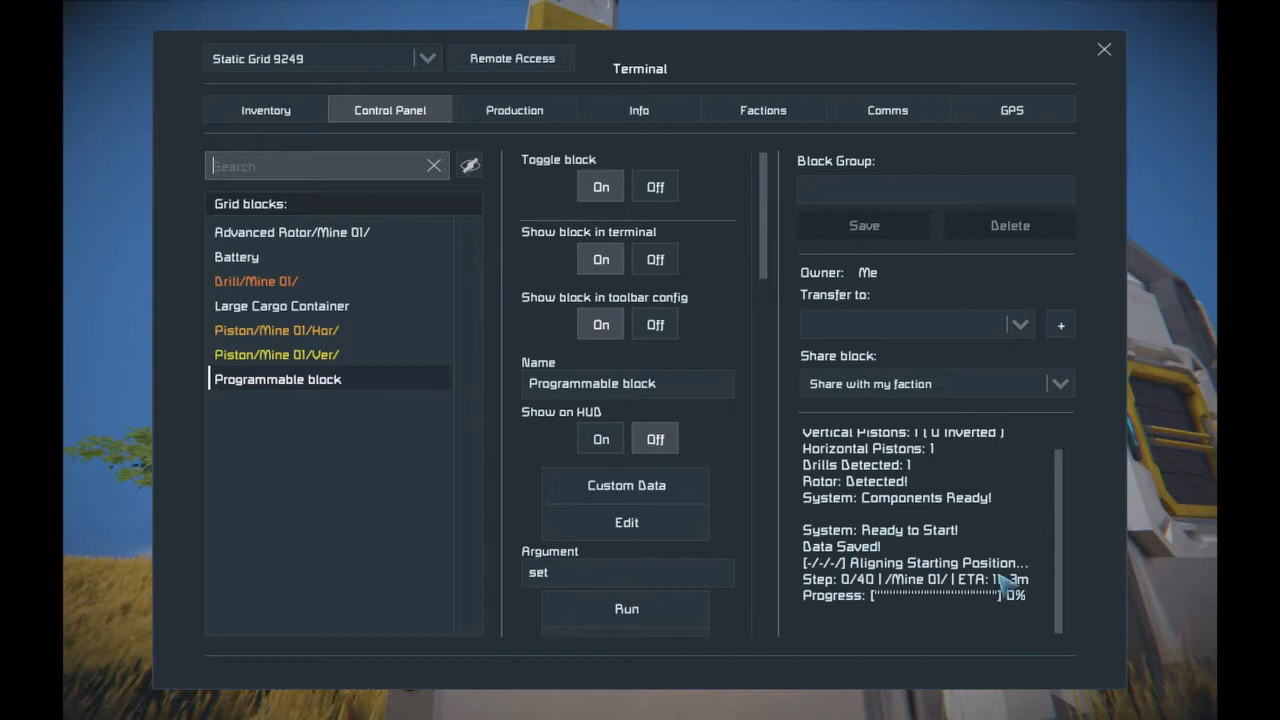 Static Grid 9249
Remote Access
Terminal
Inventory
Control Panel
Production
Info
Factions
Comms
GPS
Search
Grid blocks:
Advanced Rotor/Mine 01/
Battery
Drill/Mine 01/
Large Cargo Container
Piston/Mine 01/Hor/
Piston/Mine 01/Ver/
Programmable block
Toggle block
On Off
Show block in terminal
On Off
Show block in toolbar config
On Off
Name
Programmable block
Show on HUD
On Off
Custom Data
Edit
Argument
set
Run
Block Group:
Save Delete
Owner: Me
Transfer to:
+
Share block:
Share with my faction
Vertical Pistons: 1 ( 0 Inverted )
Horizontal Pistons: 1
Drills Detected: 1
Rotor: Detected!
System: Components Ready!
System: Ready to Start!
Data Saved!
[-/-/-/] Aligning Starting Position...
Step: 0/40 | /Mine 01/ | ETA:
Progress: [''''''''''''''''''''''''''''''] 0%